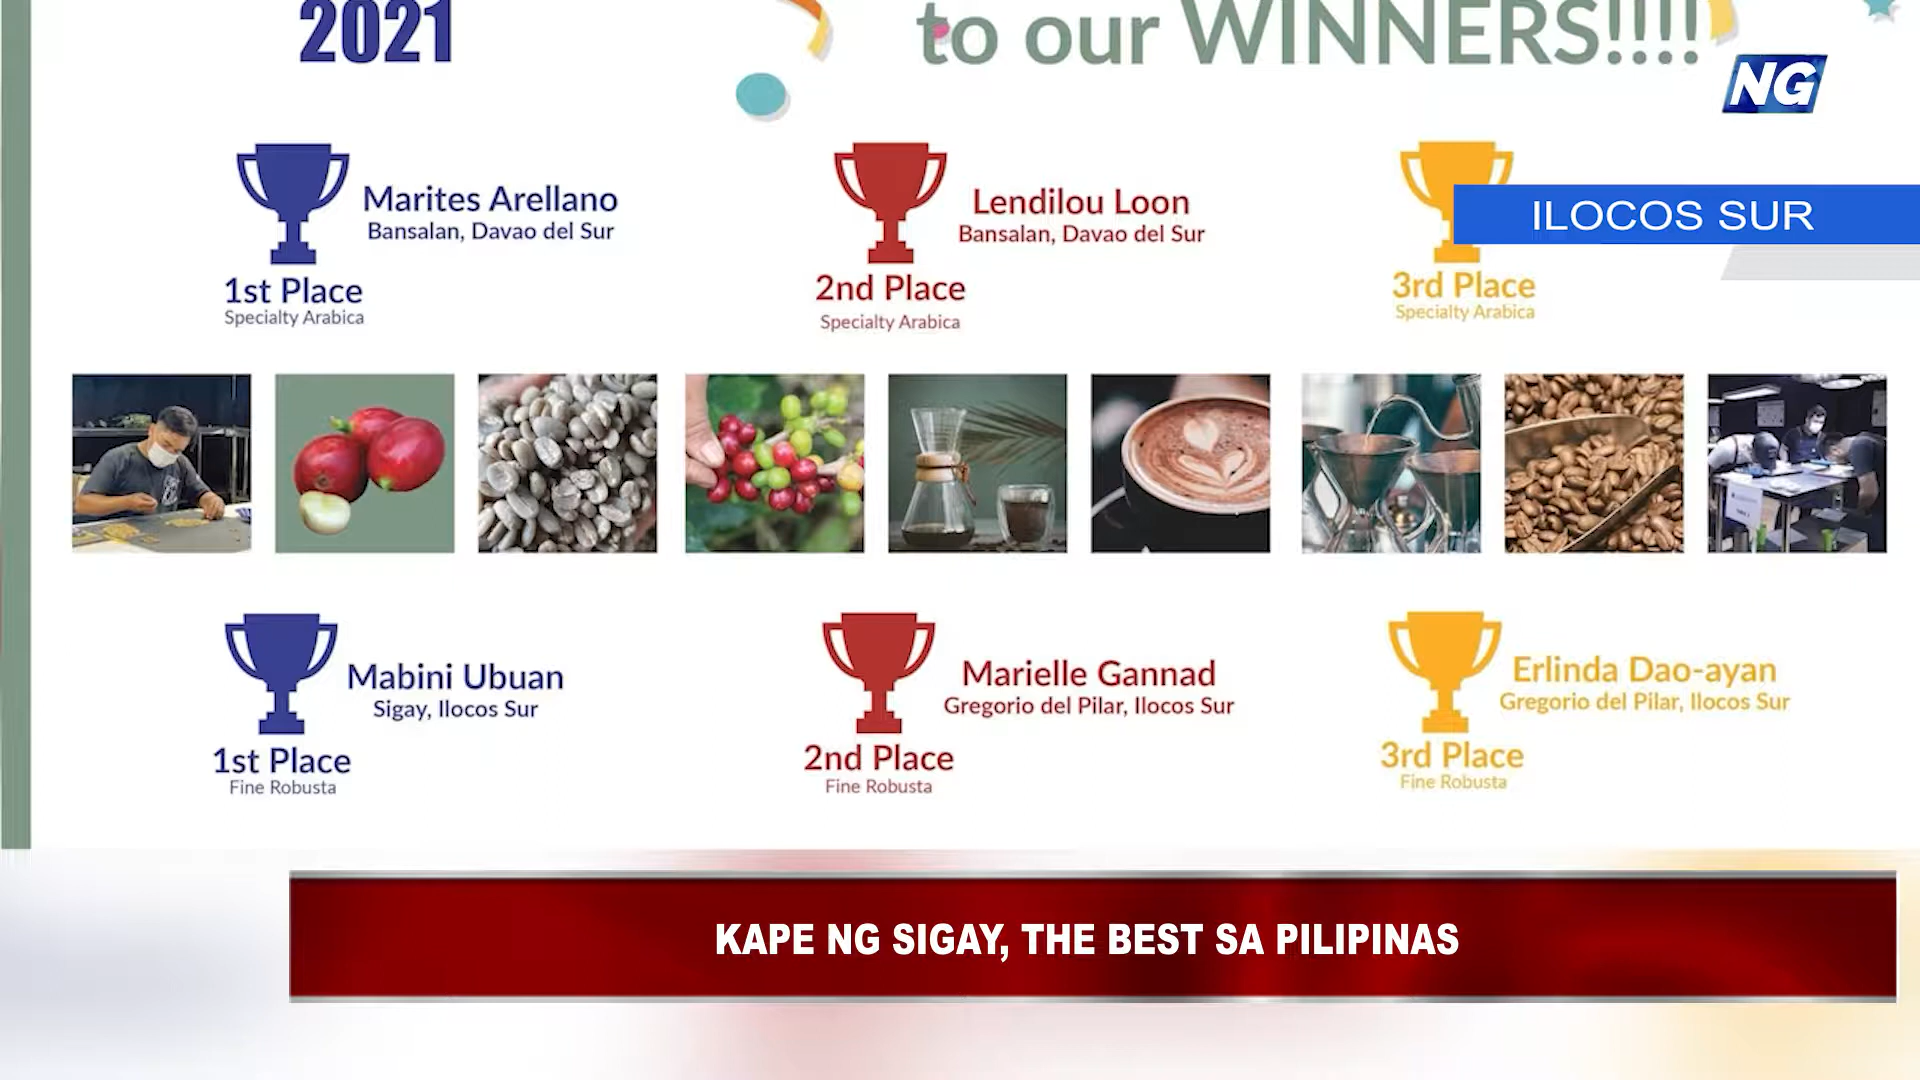 2021
to our WINNERS!!!!
NG
ILOCOS SUR
Marites Arellano
Bansalan, Davao del Sur
1st Place
Specialty Arabica
Lendilou Loon
Bansalan, Davao del Sur
2nd Place
Specialty Arabica
3rd Place
Specialty Arabica
Mabini Ubuan
Sigay, Ilocos Sur
1st Place
Fine Robusta
Marielle Gannad
Gregorio del Pilar, Ilocos Sur
2nd Place
Fine Robusta
Erlinda Dao-ayan
Gregorio del Pilar, Ilocos Sur
3rd Place
Fine Robusta
KAPE NG SIGAY, THE BEST SA PILIPINAS